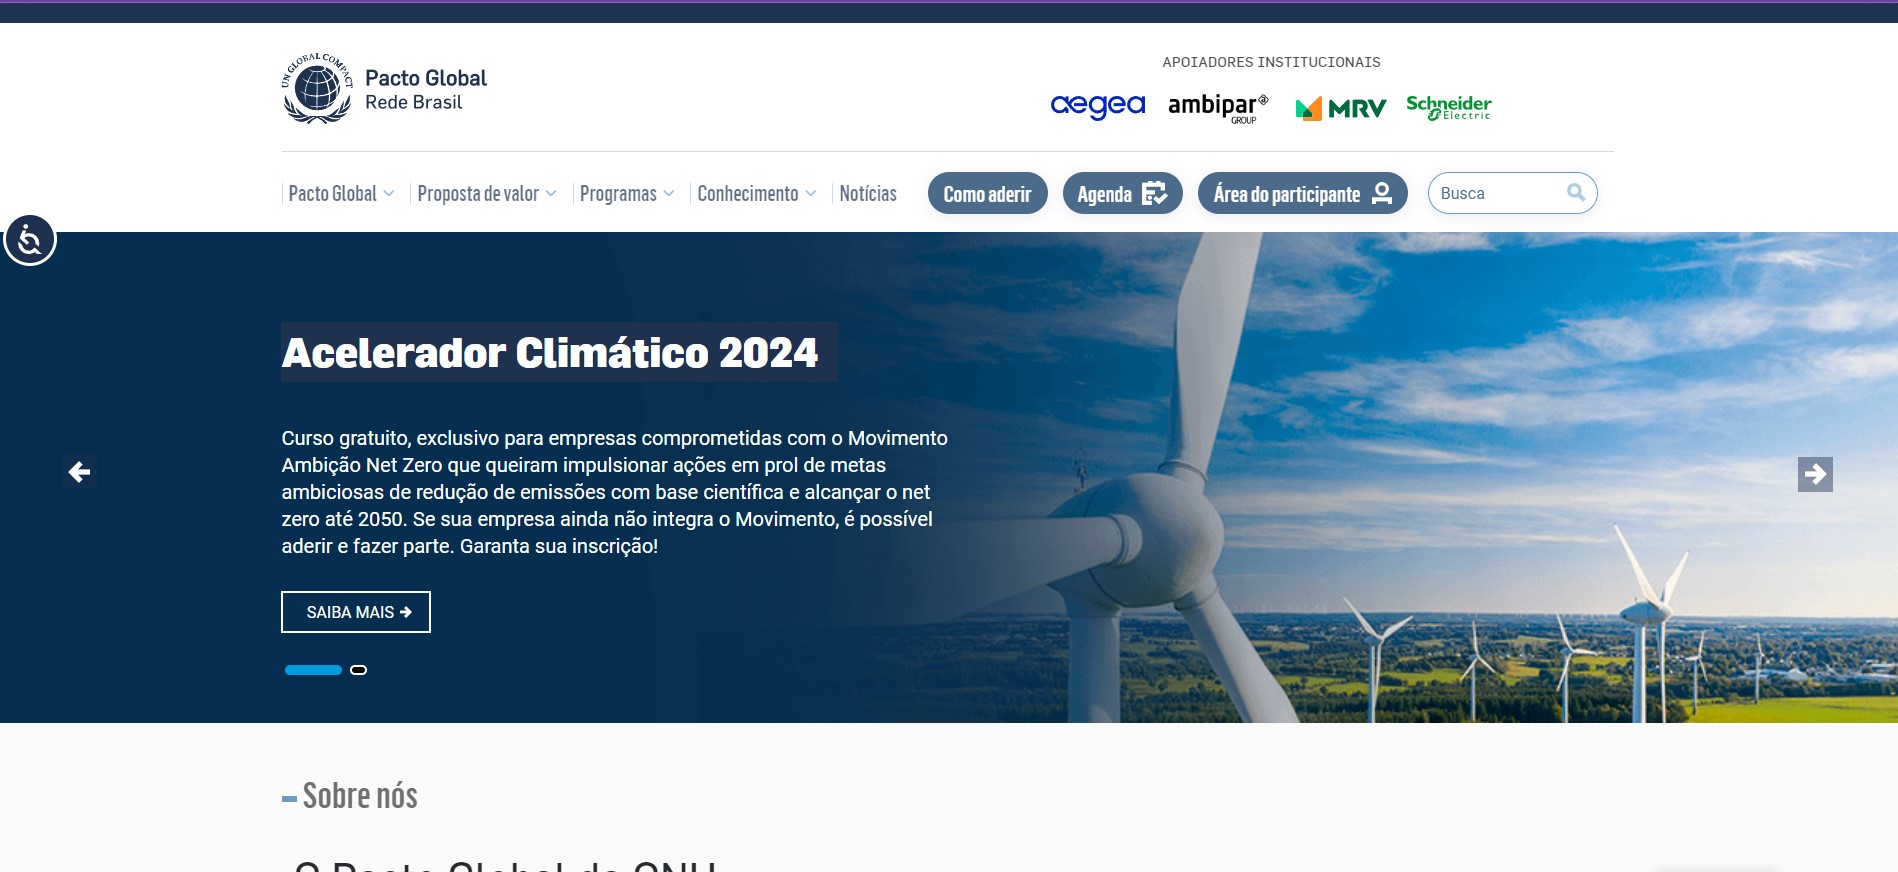 UN GLOBAL COMPACT
Pacto Global
Rede Brasil
APOIADORES INSTITUCIONAIS
aegea
ambipar
GROUP
MRV
Schneider
Electric
Pacto Global
Proposta de valor
Programas
Conhecimento
Notícias
Como aderir
Agenda
Área do participante
Busca
Acelerador Climático 2024
Curso gratuito, exclusivo para empresas comprometidas com o Movimento
Ambição Net Zero que queiram impulsionar ações em prol de metas
ambiciosas de redução de emissões com base científica e alcançar o net
zero até 2050. Se sua empresa ainda não integra o Movimento, é possível
aderir e fazer parte. Garanta sua inscrição!
SAIBA MAIS
Sobre nós
O Pacto Global da ONU